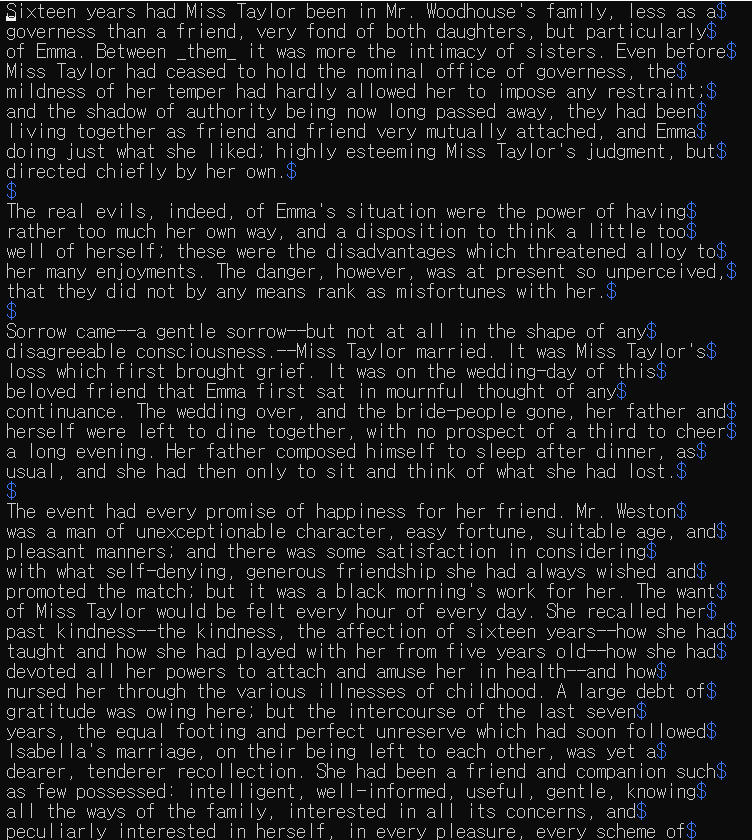 Sixteen years had Miss Taylor been in Mr. Woodhouse's family, less as a$
governess than a friend, very fond of both daughters, but particularly$
of Emma. Between _them_ it was more the intimacy of sisters. Even before$
Miss Taylor had ceased to hold the nominal office of governess, the$
mildness of her temper had hardly allowed her to impose any restraint;$
and the shadow of authority being now long passed away, they had been$
living together as friend and friend very mutually attached, and Emma$
doing just what she liked; highly esteeming Miss Taylor's judgment, but$
directed chiefly by her own.$
$
The real evils, indeed, of Emma's situation were the power of having$
rather too much her own way, and a disposition to think a little too$
well of herself; these were the disadvantages which threatened alloy to$
her many enjoyments. The danger, however, was at present so unperceived,$
that they did not by any means rank as misfortunes with her.$
$
Sorrow came--a gentle sorrow--but not at all in the shape of any$
disagreeable consciousness.--Miss Taylor married. It was Miss Taylor's$
loss which first brought grief. It was on the wedding-day of this$
beloved friend that Emma first sat in mournful thought of any$
continuance. The wedding over, and the bride-people gone, her father and$
herself were left to dine together, with no prospect of a third to cheer$
a long evening. Her father composed himself to sleep after dinner, as$
usual, and she had then only to sit and think of what she had lost.$
$
The event had every promise of happiness for her friend. Mr. Weston$
was a man of unexceptionable character, easy fortune, suitable age, and$
pleasant manners; and there was some satisfaction in considering$
with what self-denying, generous friendship she had always wished and$
promoted the match; but it was a black morning's work for her. The want$
of Miss Taylor would be felt every hour of every day. She recalled her$
past kindness--the kindness, the affection of sixteen years--how she had$
taught and how she had played with her from five years old--how she had$
devoted all her powers to attach and amuse her in health--and how$
nursed her through the various illnesses of childhood. A large debt of$
gratitude was owing here; but the intercourse of the last seven$
years, the equal footing and perfect unreserve which had soon followed$
Isabella's marriage, on their being left to each other, was yet a$
dearer, tenderer recollection. She had been a friend and companion such$
as few possessed: intelligent, well-informed, useful, gentle, knowing$
all the ways of the family, interested in all its concerns, and$
peculiarly interested in herself, in every pleasure, every scheme of$